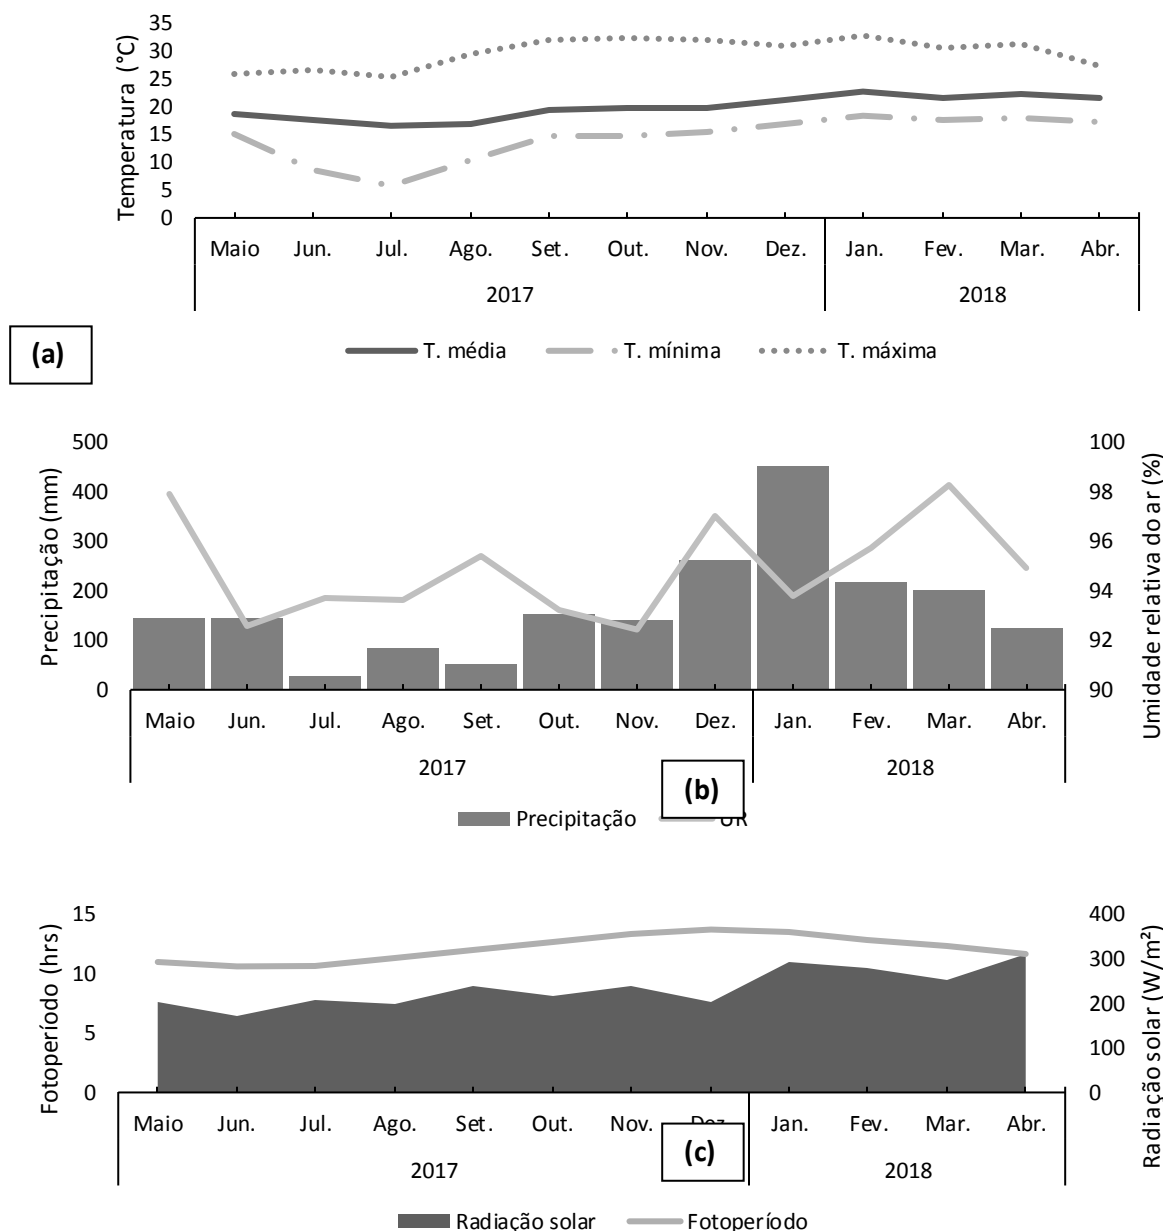 Temperatura (°C)
35
30
25
20
15
10
5
0
Maio Jun. Jul. Ago. Set. Out. Nov. Dez. Jan. Fev. Mar. Abr.
2017 2018
(a)
T. média T. mínima T. máxima
Precipitação (mm)
500
400
300
200
100
0
100
98
96
94
92
90
Umidade relativa do ar (%)
Maio Jun. Jul. Ago. Set. Out. Nov. Dez. Jan. Fev. Mar. Abr.
2017 2018
(b)
Precipitação UR
Fotoperíodo (hrs)
15
10
5
0
400
300
200
100
0
Radiação solar (W/m²)
Maio Jun. Jul. Ago. Set. Out. Nov. Dez. Jan. Fev. Mar. Abr.
2017 2018
(c)
Radiação solar Fotoperíodo